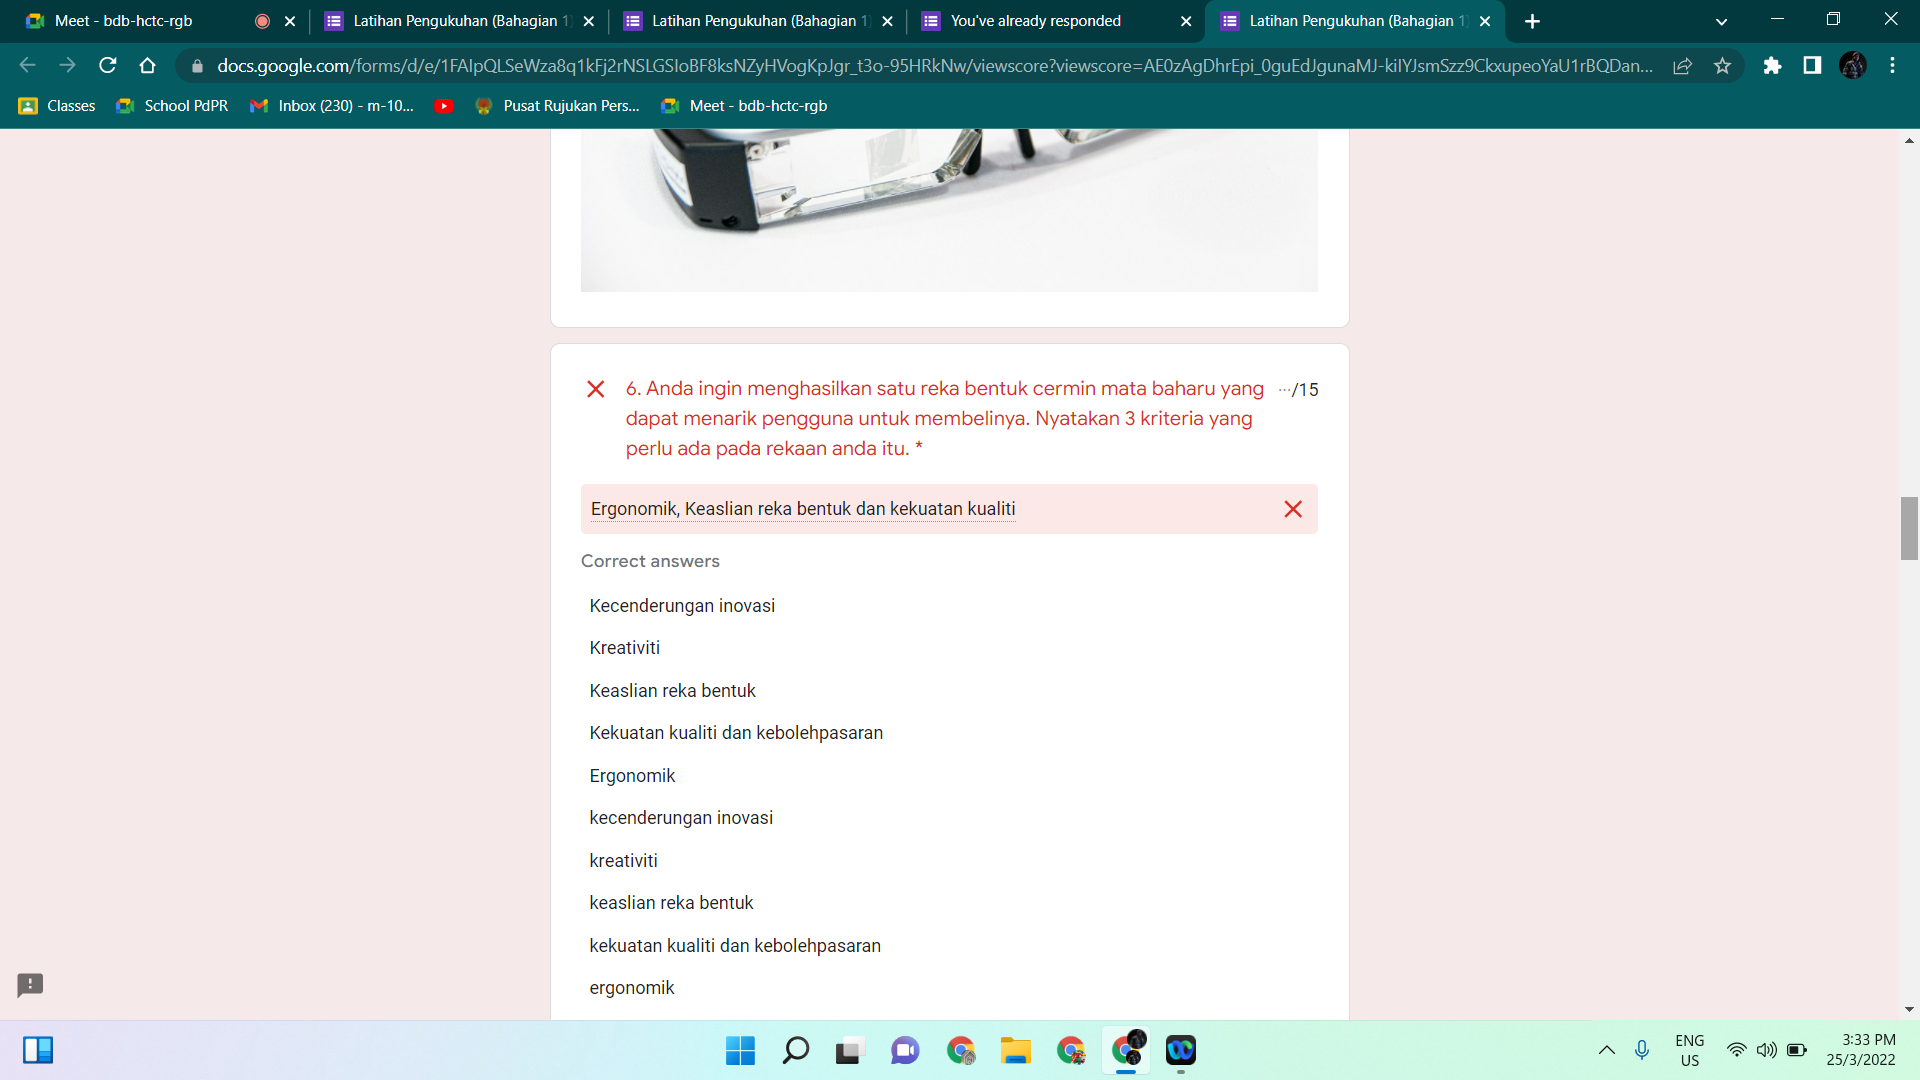 Meet - bdb-hctc-rgb
Latihan Pengukuhan (Bahagian 1
Latihan Pengukuhan (Bahagian 1)
You've already responded
Latihan Pengukuhan (Bahagian 1)
docs.google.com/forms/d/e/1FAIpQLSeWza8q1kFj2rNSLGSIoBF8ksNZyHVogKpJgr_t3o-95HRkNw/viewscore?viewscore=AE0zAgDhrEpi_0guEdJgunaMJ-kilYJsmSzz9CkxupeoYaU1rBQDan...
Classes
School PdPR
Inbox (230) - m-10...
Pusat Rujukan Pers...
Meet - bdb-hctc-rgb
6. Anda ingin menghasilkan satu reka bentuk cermin mata baharu yang
···/15
dapat menarik pengguna untuk membelinya. Nyatakan 3 kriteria yang
perlu ada pada rekaan anda itu. *
Ergonomik, Keaslian reka bentuk dan kekuatan kualiti
Correct answers
Kecenderungan inovasi
Kreativiti
Keaslian reka bentuk
Kekuatan kualiti dan kebolehpasaran
Ergonomik
kecenderungan inovasi
kreativiti
keaslian reka bentuk
kekuatan kualiti dan kebolehpasaran
ergonomik
ENG
US
3:33 PM
25/3/2022